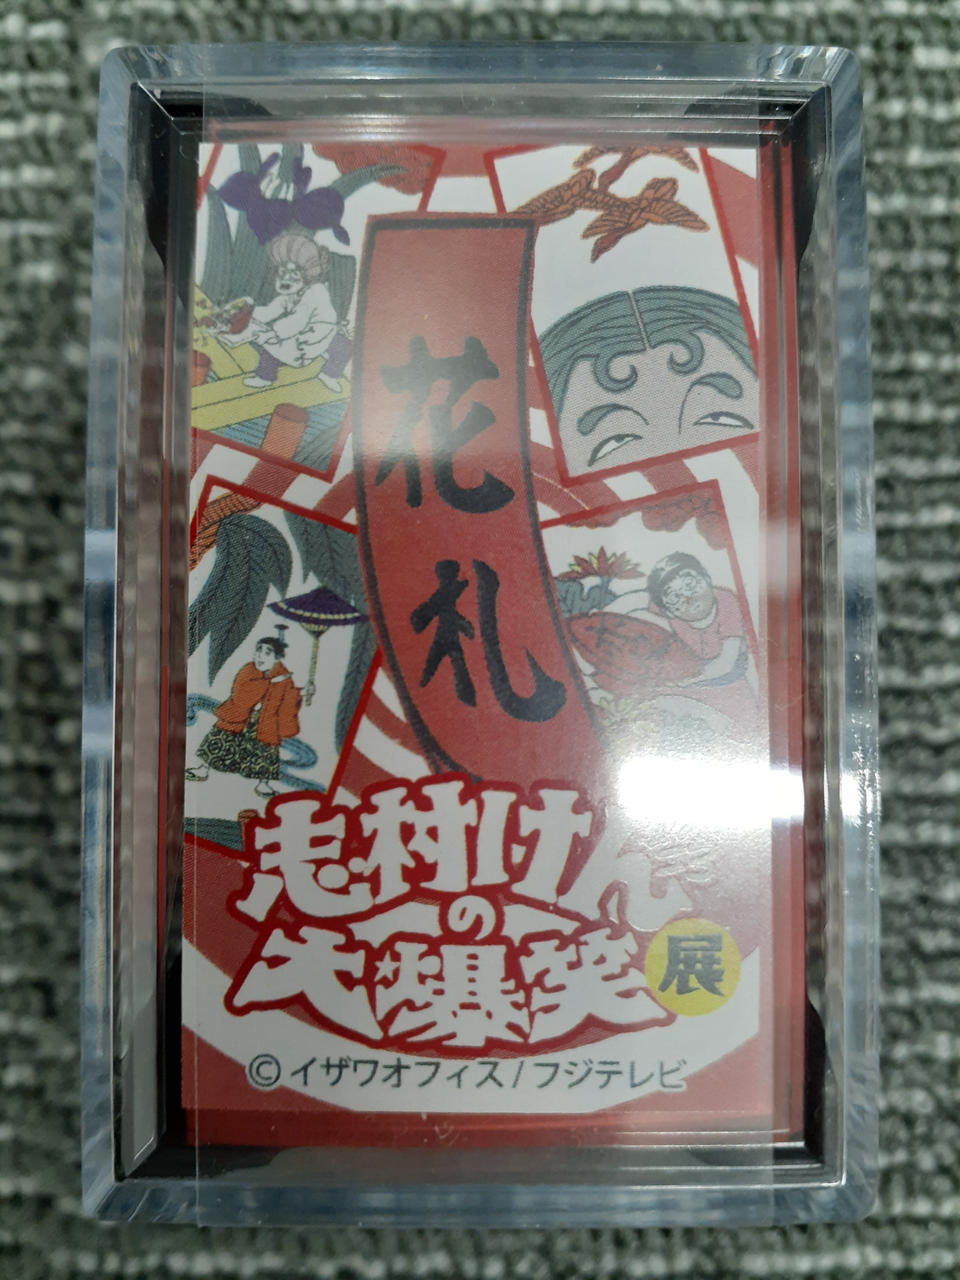 花札
志村けん
の
大爆笑
展
© イザワオフィス / フジテレビ